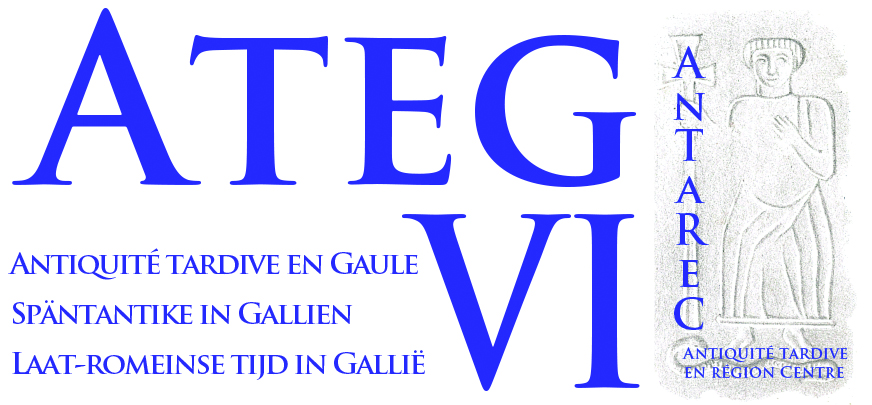 ATEG
VI
ANTIQUITÉ TARDIVE EN GAULE
SPÄNTANTIKE IN GALLIEN
LAAT-ROMEINSE TIJD IN GALLIË
ANTAREC
ANTIQUITÉ TARDIVE
EN RÉGION CENTRE